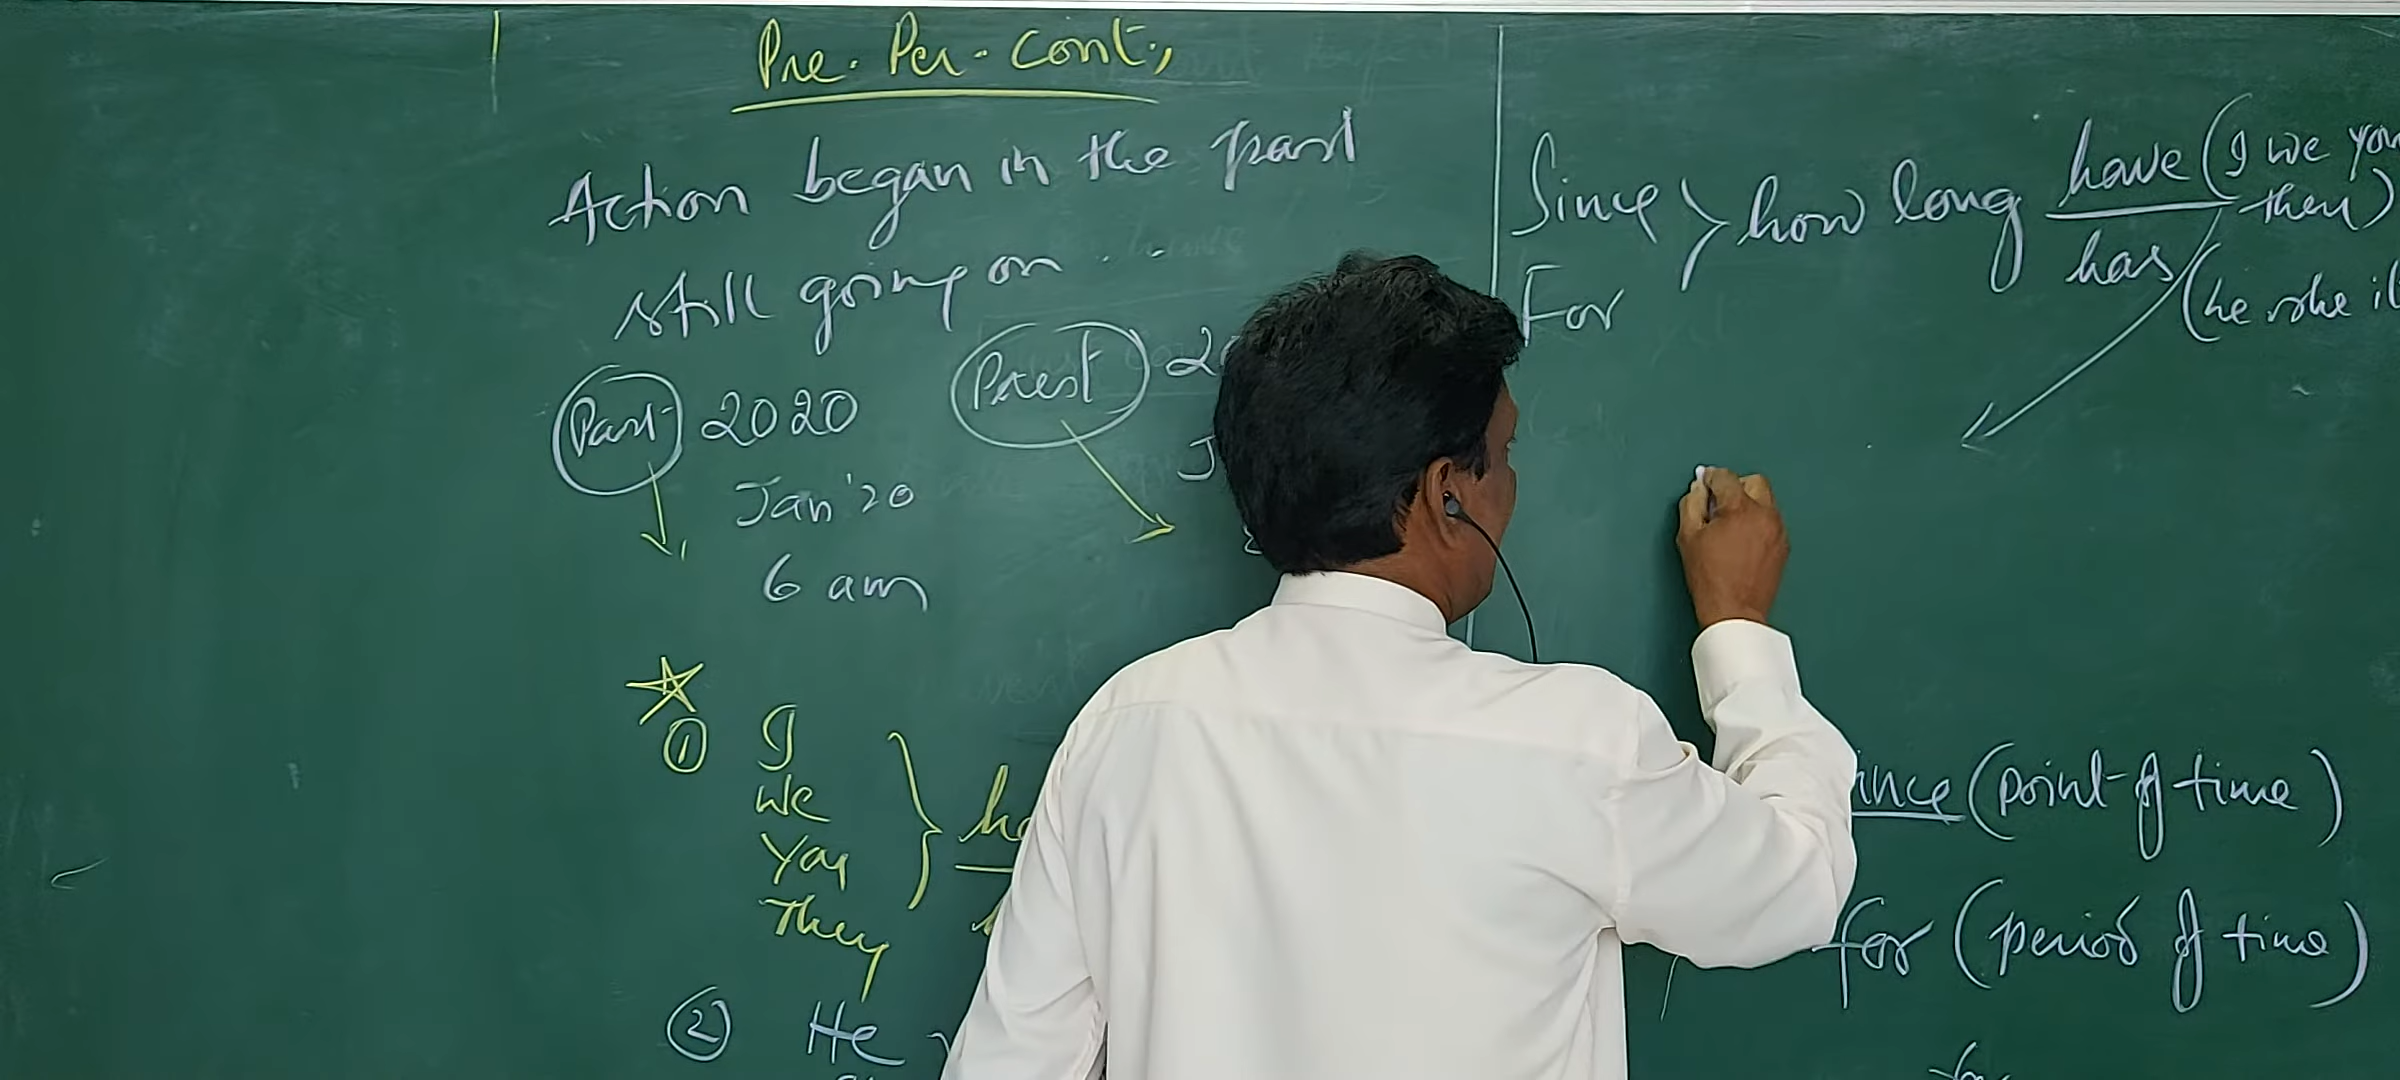 Pre. Per. Cont.,
Action began in the past
still going on . .
Past 2020
Jan '20
6 am
Prest
①
I
We
You
They
② He
Since
For
how long
have (I we you
they)
has (he she it
since (point of time)
for (period of time)